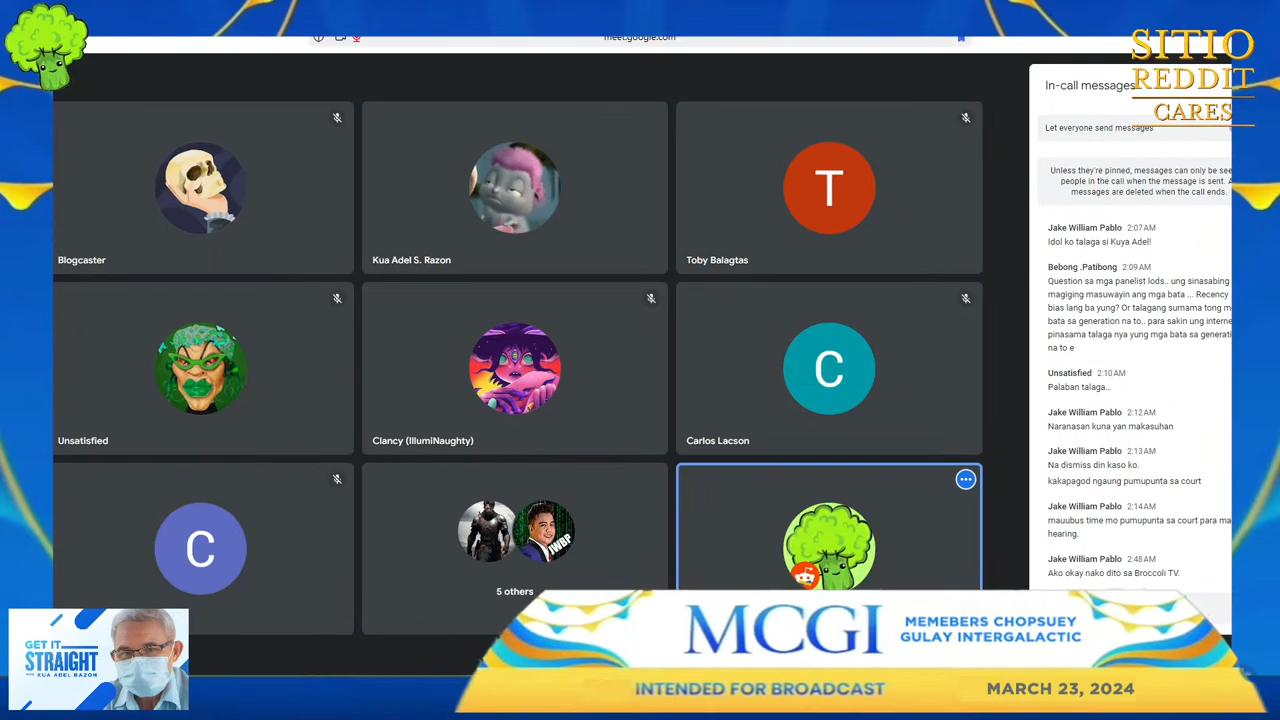 meet.google.com
SITIO
REDDIT
CARES
In-call messages
Let everyone send messages
Unless they're pinned, messages can only be see
people in the call when the message is sent. A
messages are deleted when the call ends.
Blogcaster
Kua Adel S. Razon
T
Toby Balagtas
Unsatisfied
Clancy (IllumiNaughty)
C
Carlos Lacson
C
JWBP
5 others
Jake William Pablo 2:07 AM
Idol ko talaga si Kuya Adel!
Bebong .Patibong 2:09 AM
Question sa mga panelist lods.. ung sinasabing
magiging masuwayin ang mga bata ... Recency
bias lang ba yung? Or talagang sumama tong m
bata sa generation na to.. para sakin ung interne
pinasama talaga nya yung mga bata sa generati
na to e
Unsatisfied 2:10 AM
Palaban talaga...
Jake William Pablo 2:12 AM
Naranasan kuna yan makasuhan
Jake William Pablo 2:13 AM
Na dismiss din kaso ko.
kakapagod ngaung pumupunta sa court
Jake William Pablo 2:14 AM
mauubus time mo pumupunta sa court para ma
hearing.
Jake William Pablo 2:48 AM
Ako okay nako dito sa Broccoli TV.
GET IT
STRAIGHT
WITH KUA ADEL RAZON
MCGI
MEMEBERS CHOPSUEY
GULAY INTERGALACTIC
INTENDED FOR BROADCAST
MARCH 23, 2024